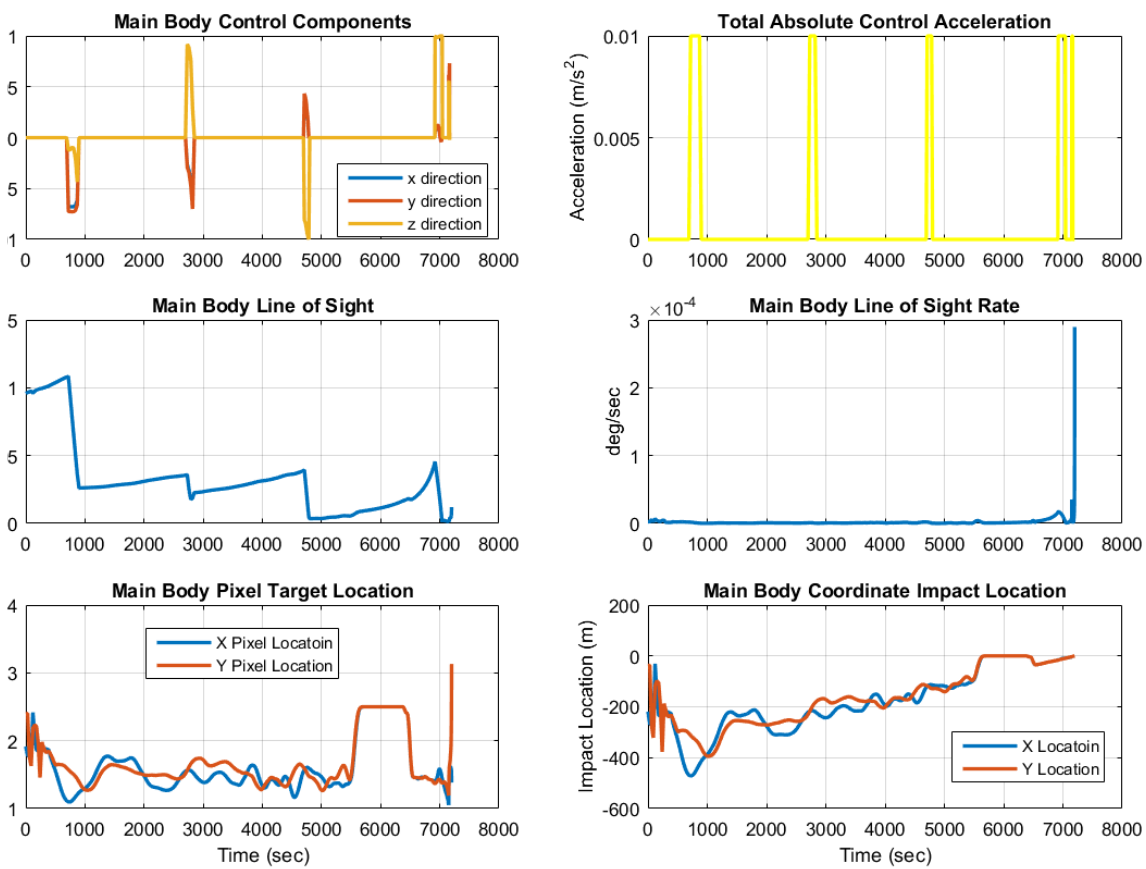 Main Body Control Components
1
5
0
5
1
0 1000 2000 3000 4000 5000 6000 7000 8000
x direction
y direction
z direction
Total Absolute Control Acceleration
Acceleration (m/s2)
0.01
0.005
0
0 1000 2000 3000 4000 5000 6000 7000 8000
Main Body Line of Sight
5
1
5
0
0 1000 2000 3000 4000 5000 6000 7000 8000
Main Body Line of Sight Rate
× 10-4
deg/sec
3
2
1
0
0 1000 2000 3000 4000 5000 6000 7000 8000
Main Body Pixel Target Location
4
3
2
1
X Pixel Locatoin
Y Pixel Location
0 1000 2000 3000 4000 5000 6000 7000 8000
Time (sec)
Main Body Coordinate Impact Location
Impact Location (m)
200
0
-200
-400
-600
X Locatoin
Y Location
0 1000 2000 3000 4000 5000 6000 7000 8000
Time (sec)